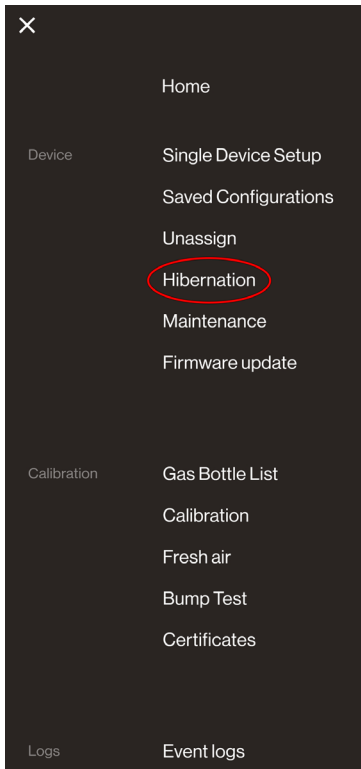 Home
Device
Single Device Setup
Saved Configurations
Unassign
Hibernation
Maintenance
Firmware update
Calibration
Gas Bottle List
Calibration
Fresh air
Bump Test
Certificates
Logs
Event logs